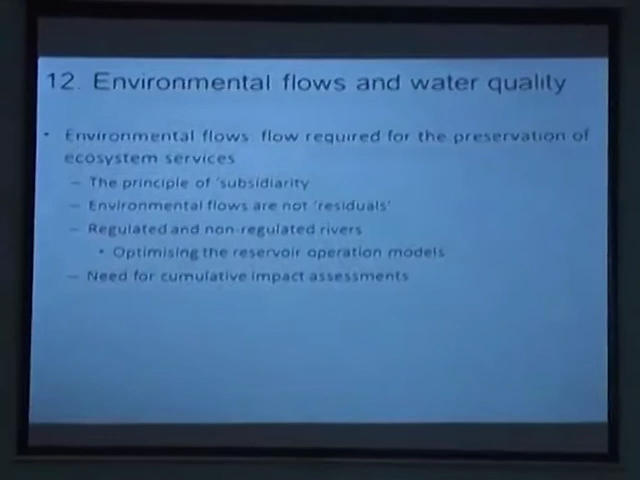 12. Environmental flows and water quality
• Environmental flows: flow required for the preservation of
ecosystem services
– The principle of 'subsidiarity
– Environmental flows are not 'residuals'
– Regulated and non-regulated rivers
• Optimising the reservoir operation models
– Need for cumulative impact assessments